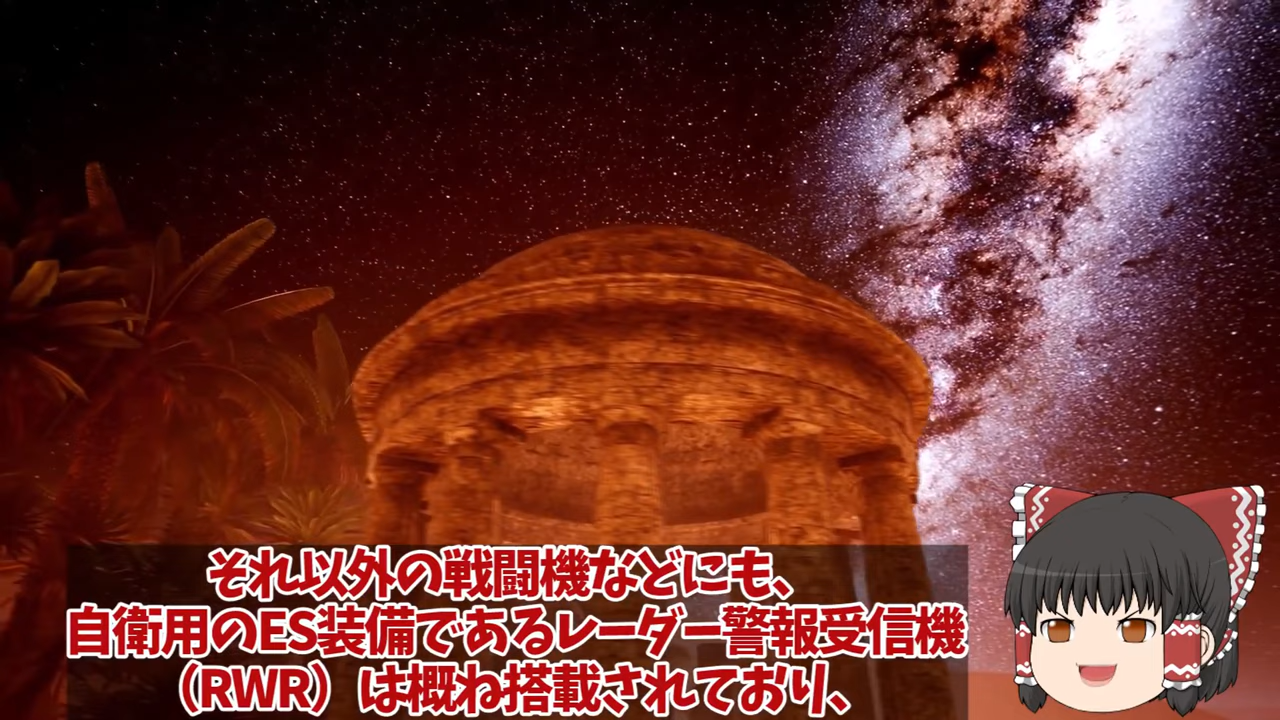 それ以外の戦闘機などにも、
自衛用のES装備であるレーダー警報受信機
（RWR）は概ね搭載されており、